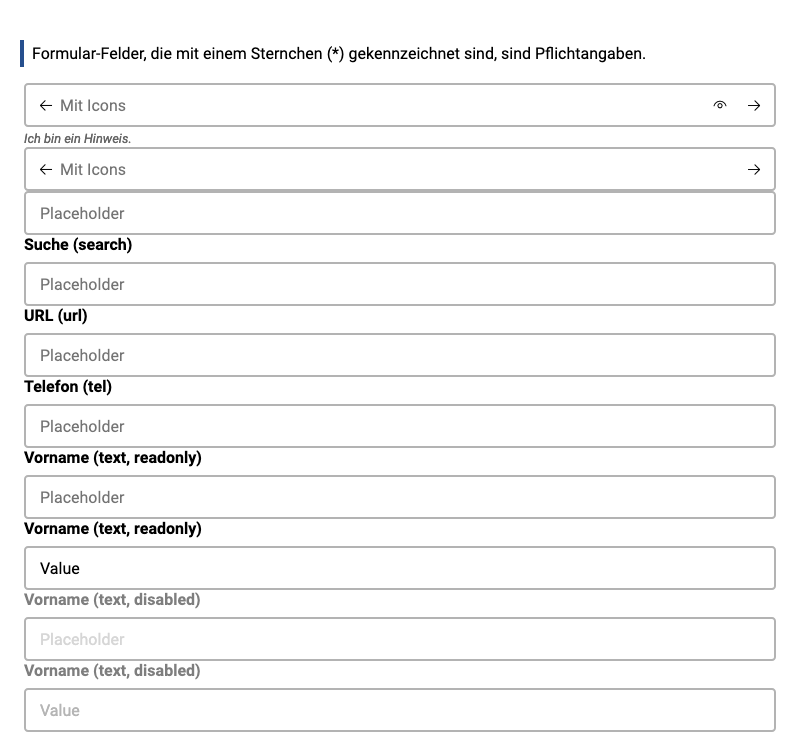 Formular-Felder, die mit einem Sternchen (*) gekennzeichnet sind, sind Pflichtangaben.
Mit Icons
Ich bin ein Hinweis.
Mit Icons
Placeholder
Suche (search)
Placeholder
URL (url)
Placeholder
Telefon (tel)
Placeholder
Vorname (text, readonly)
Placeholder
Vorname (text, readonly)
Value
Vorname (text, disabled)
Placeholder
Vorname (text, disabled)
Value